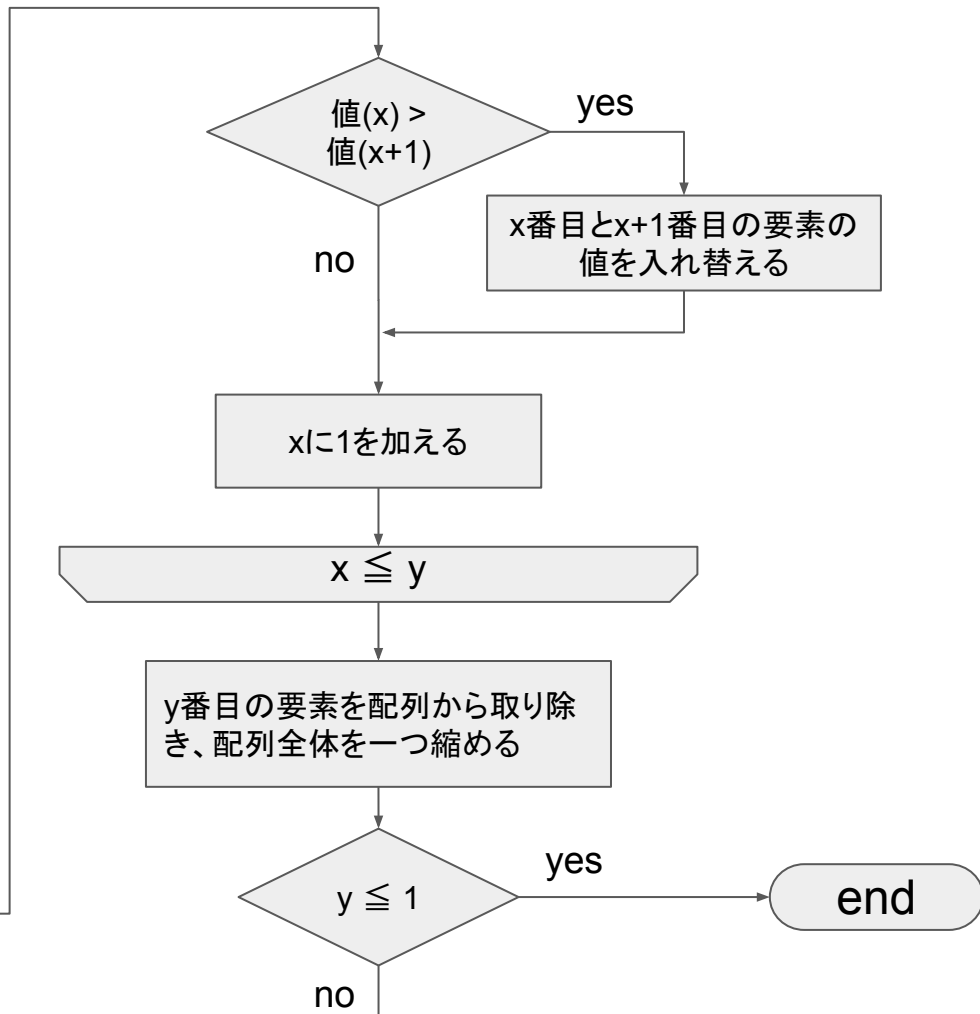 値(x) >
値(x+1)
yes
x番目とx+1番目の要素の
値を入れ替える
no
xに1を加える
x ≦ y
y番目の要素を配列から取り除
き、配列全体を一つ縮める
y ≦ 1
yes
end
no